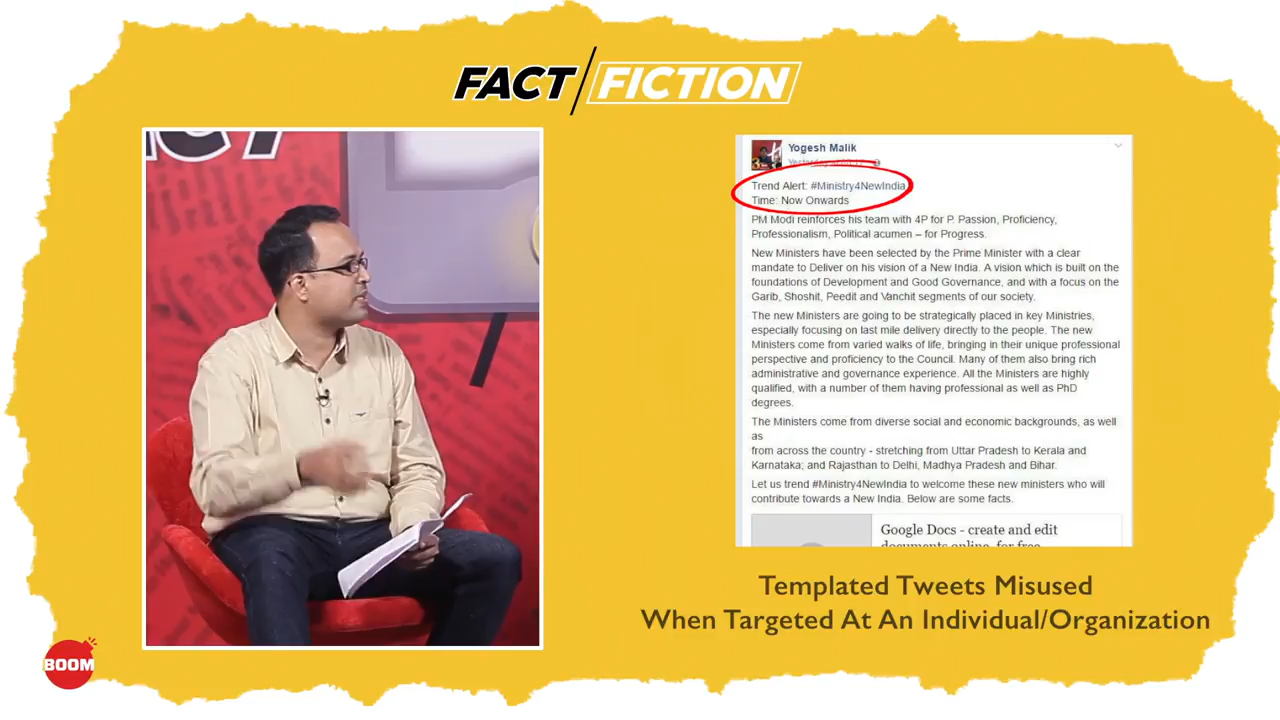 FACT/FICTION
Yogesh Malik
Trend Alert: #Ministry4NewIndia
Time: Now Onwards
PM Modi reinforces his team with 4P for P. Passion, Proficiency,
Professionalism, Political acumen – for Progress.
New Ministers have been selected by the Prime Minister with a clear
mandate to Deliver on his vision of a New India. A vision which is built on the
foundations of Development and Good Governance, and with a focus on the
Garib, Shoshit, Peedit and Vanchit segments of our society.
The new Ministers are going to be strategically placed in key Ministries,
especially focusing on last mile delivery directly to the people. The new
Ministers come from varied walks of life, bringing in their unique professional
perspective and proficiency to the Council. Many of them also bring rich
administrative and governance experience. All the Ministers are highly
qualified, with a number of them having professional as well as PhD
degrees.
The Ministers come from diverse social and economic backgrounds, as well
as
from across the country - stretching from Uttar Pradesh to Kerala and
Karnataka; and Rajasthan to Delhi, Madhya Pradesh and Bihar.
Let us trend #Ministry4NewIndia to welcome these new ministers who will
contribute towards a New India. Below are some facts.
Google Docs - create and edit
documents online, for free.
Templated Tweets Misused
When Targeted At An Individual/Organization
BOOM